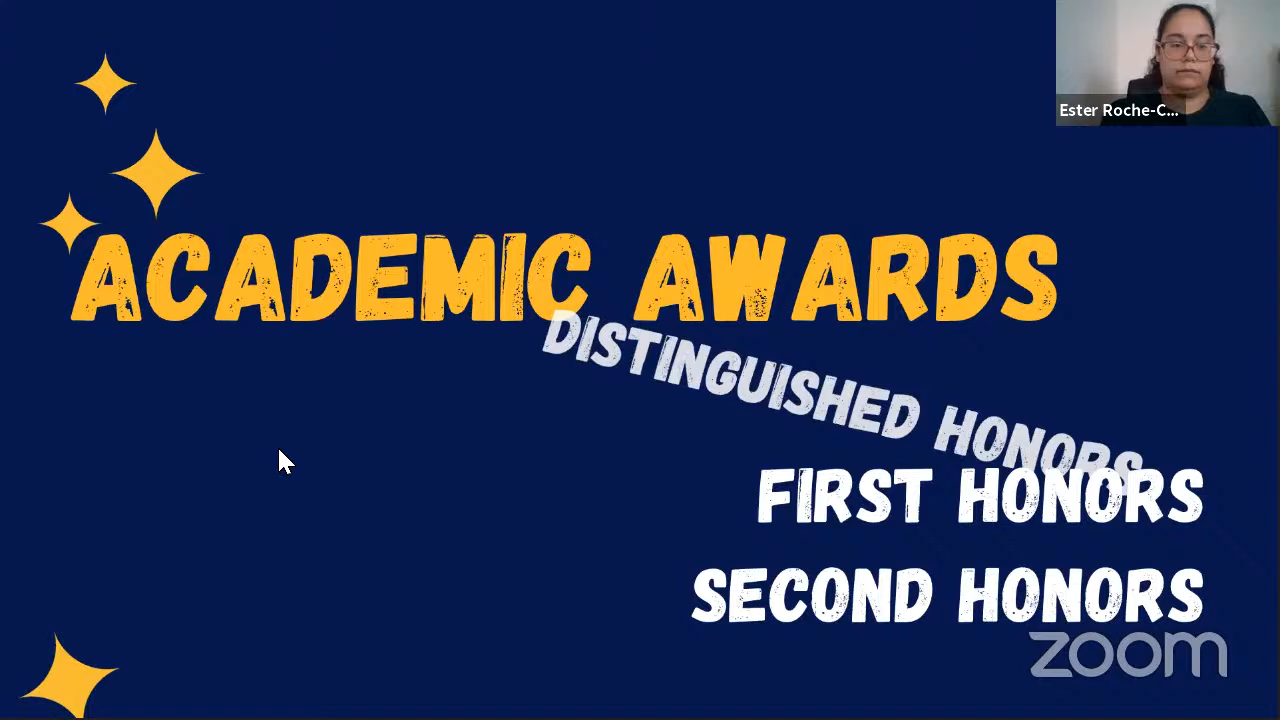 Ester Roche-C...
ACADEMIC AWARDS
DISTINGUISHED HONORS
FIRST HONORS
SECOND HONORS
zoom